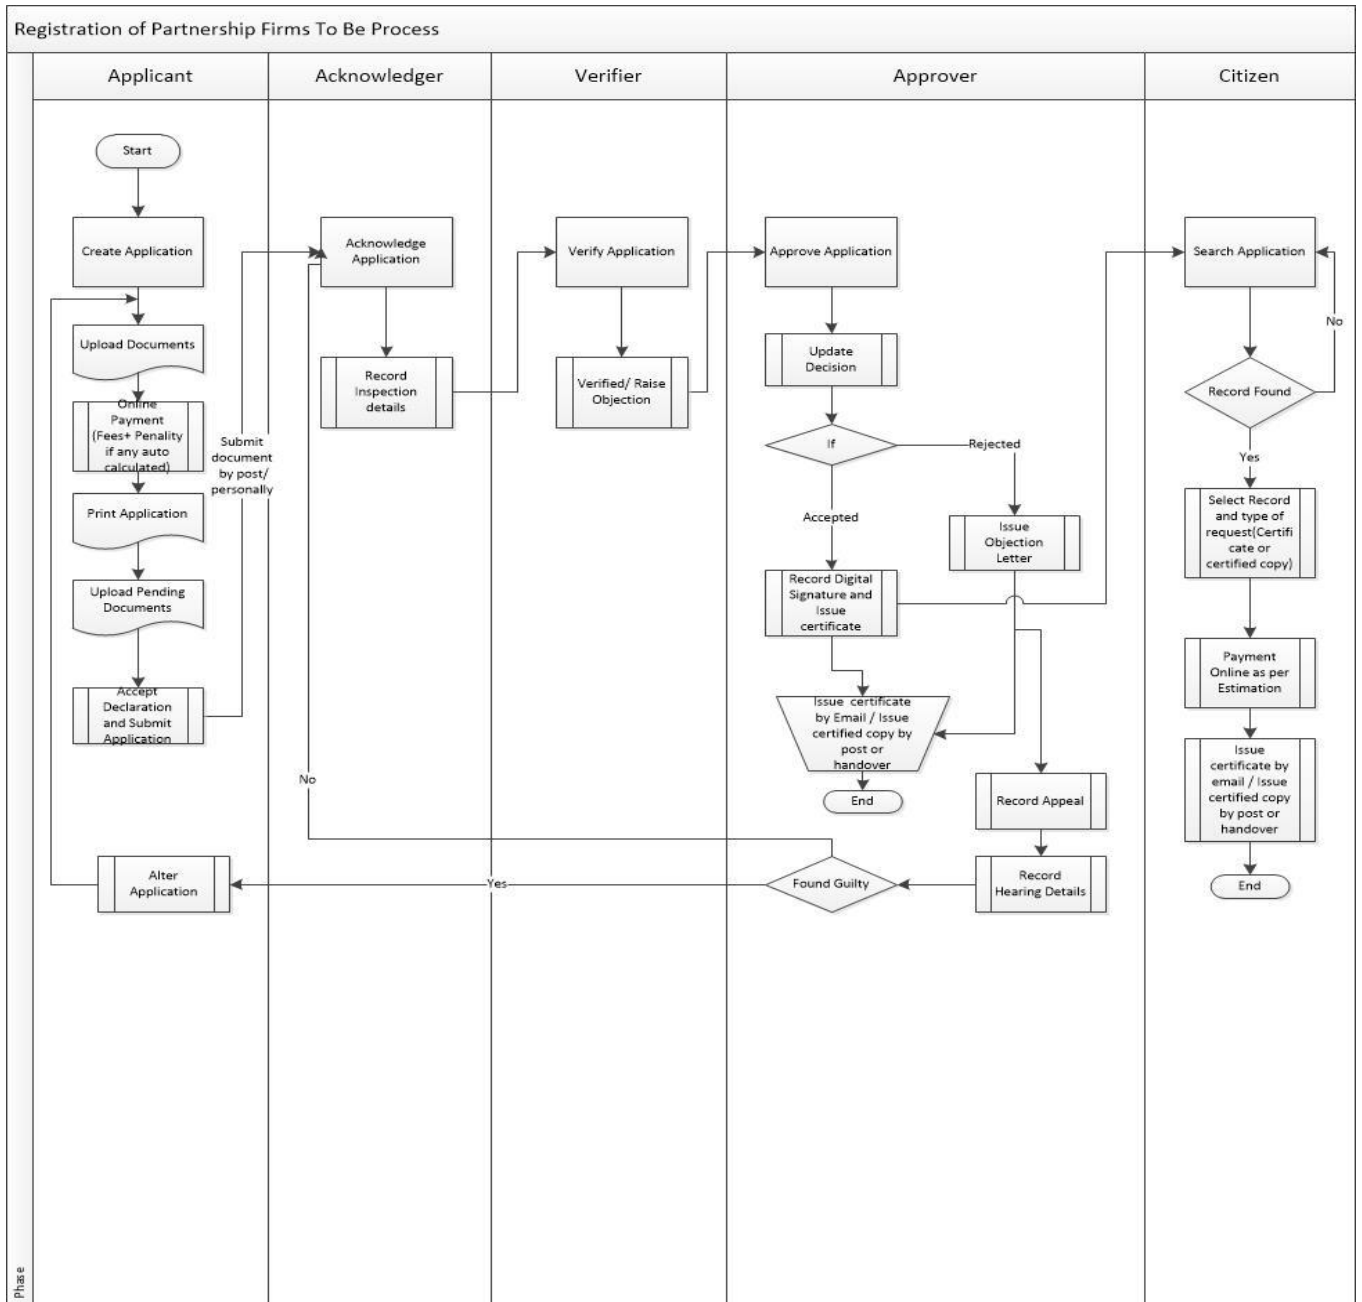 Registration of Partnership Firms To Be Process
Phase
Applicant
Acknowledger
Verifier
Approver
Citizen
Start
Create Application
Upload Documents
Online
Payment
(Fees+ Penality
if any auto
calculated)
Print Application
Upload Pending
Documents
Accept
Declaration
and Submit
Application
Submit
document
by post/
personally
Alter
Application
Acknowledge
Application
Record
Inspection
details
No
Verify Application
Verified/ Raise
Objection
Yes
Approve Application
Update
Decision
If
Rejected
Accepted
Issue
Objection
Letter
Record Digital
Signature and
Issue
certificate
Issue certificate
by Email / Issue
certified copy by
post or
handover
End
Record Appeal
Record
Hearing Details
Found Guilty
Search Application
No
Record Found
Yes
Select Record
and type of
request(Certifi
cate or
certified copy)
Payment
Online as per
Estimation
Issue
certificate by
email / Issue
certified copy
by post or
handover
End